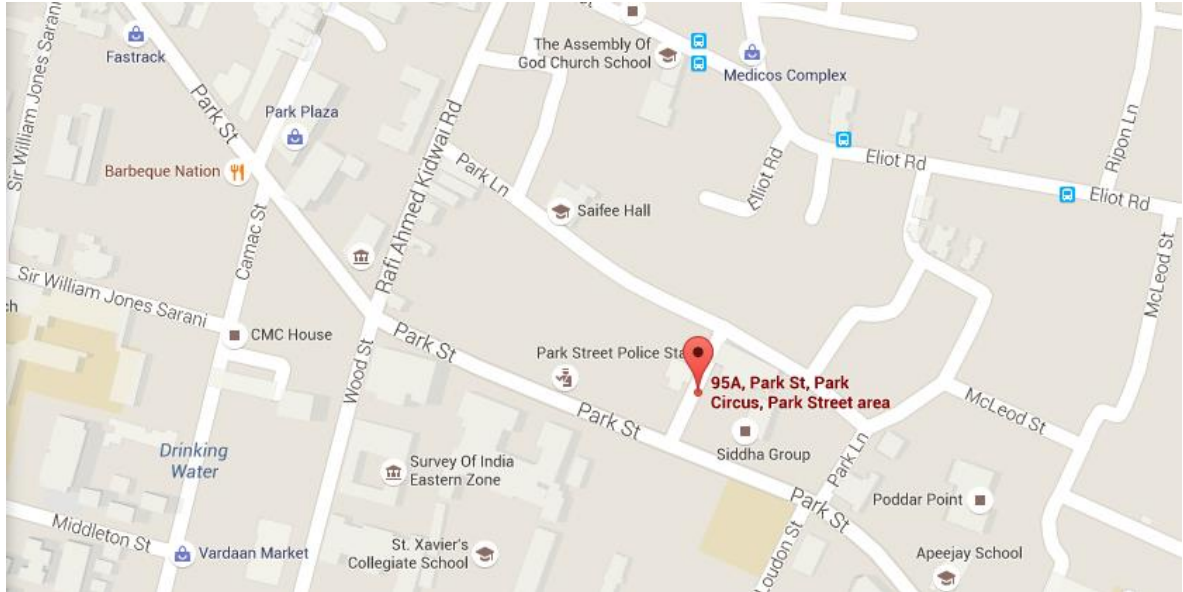 The Assembly Of
God Church School
Fastrack
Medicos Complex
Sir William Jones Sarani
Park St
Park Plaza
Rafi Ahmed Kidwai Rd
Ripon Ln
Barbeque Nation
Park Ln
Elliot Rd
Eliot Rd
Eliot Rd
Saifee Hall
Camac St
McLeod St
Sir William Jones Sarani
ch
CMC House
Park St
Park Street Police Sta
Wood St
95A, Park St, Park
Circus, Park Street area
McLeod St
Park St
Siddha Group
Park Ln
Drinking
Water
Survey Of India
Eastern Zone
Poddar Point
Park St
Middleton St
Vardaan Market
St. Xavier's
Collegiate School
Loudon St
Apeejay School